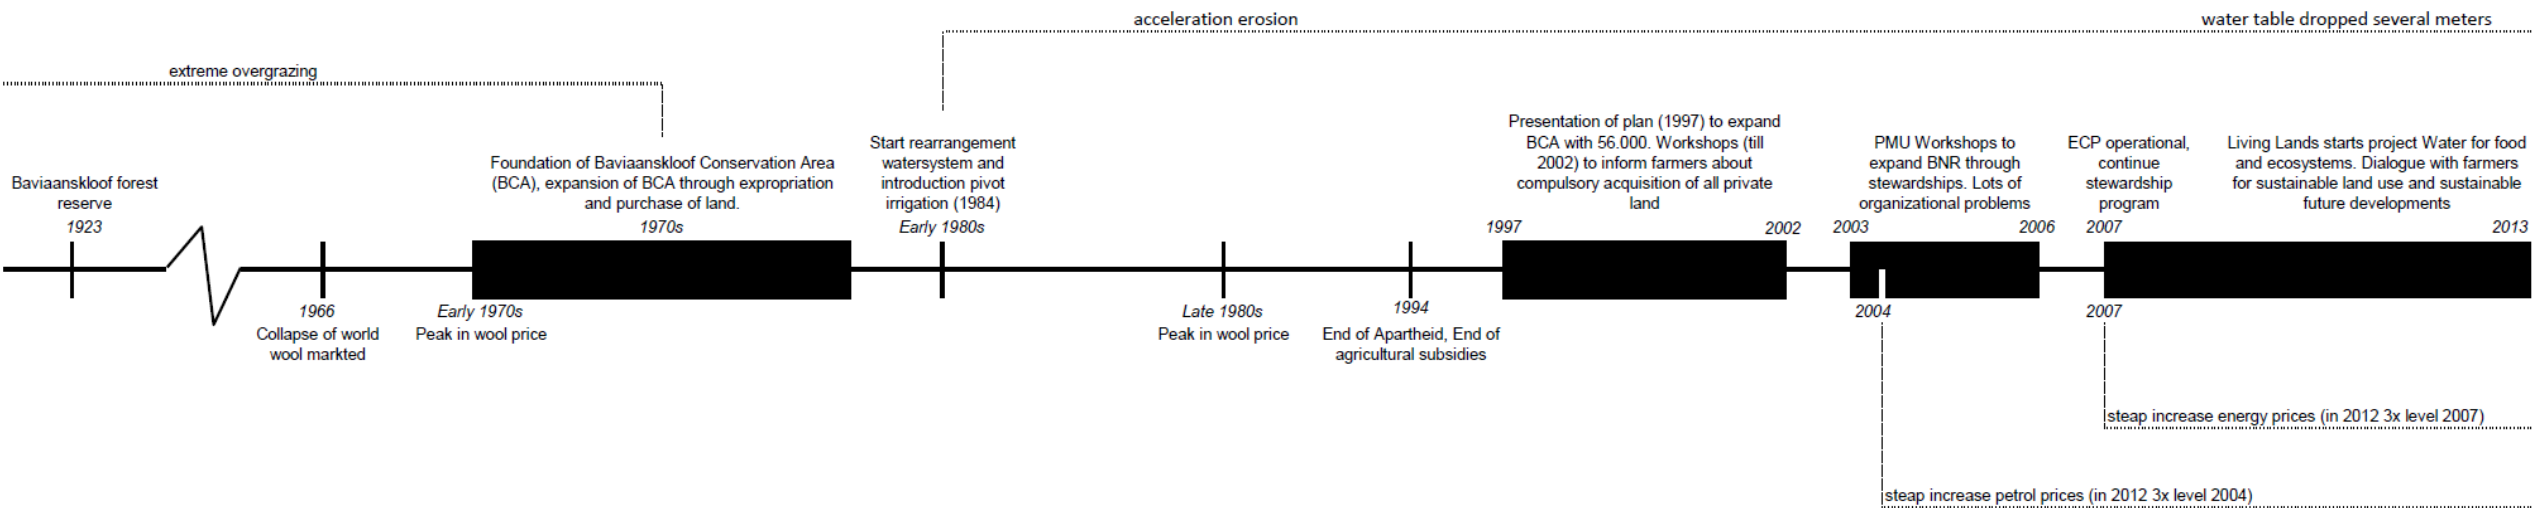 acceleration erosion
water table dropped several meters
extreme overgrazing
Baviaanskloof forest
reserve
1923
Foundation of Baviaanskloof Conservation Area
(BCA), expansion of BCA through expropriation
and purchase of land.
1970s
Start rearrangement
watersystem and
introduction pivot
irrigation (1984)
Early 1980s
Presentation of plan (1997) to expand
BCA with 56.000. Workshops (till
2002) to inform farmers about
compulsory acquisition of all private
land
1997
2002
PMU Workshops to
expand BNR through
stewardships. Lots of
organizational problems
2003
2006
ECP operational,
continue
stewardship
program
2007
Living Lands starts project Water for food
and ecosystems. Dialogue with farmers
for sustainable land use and sustainable
future developments
2013
1966
Collapse of world
wool markted
Early 1970s
Peak in wool price
Late 1980s
Peak in wool price
1994
End of Apartheid, End of
agricultural subsidies
2004
2007
steap increase energy prices (in 2012 3x level 2007)
steap increase petrol prices (in 2012 3x level 2004)